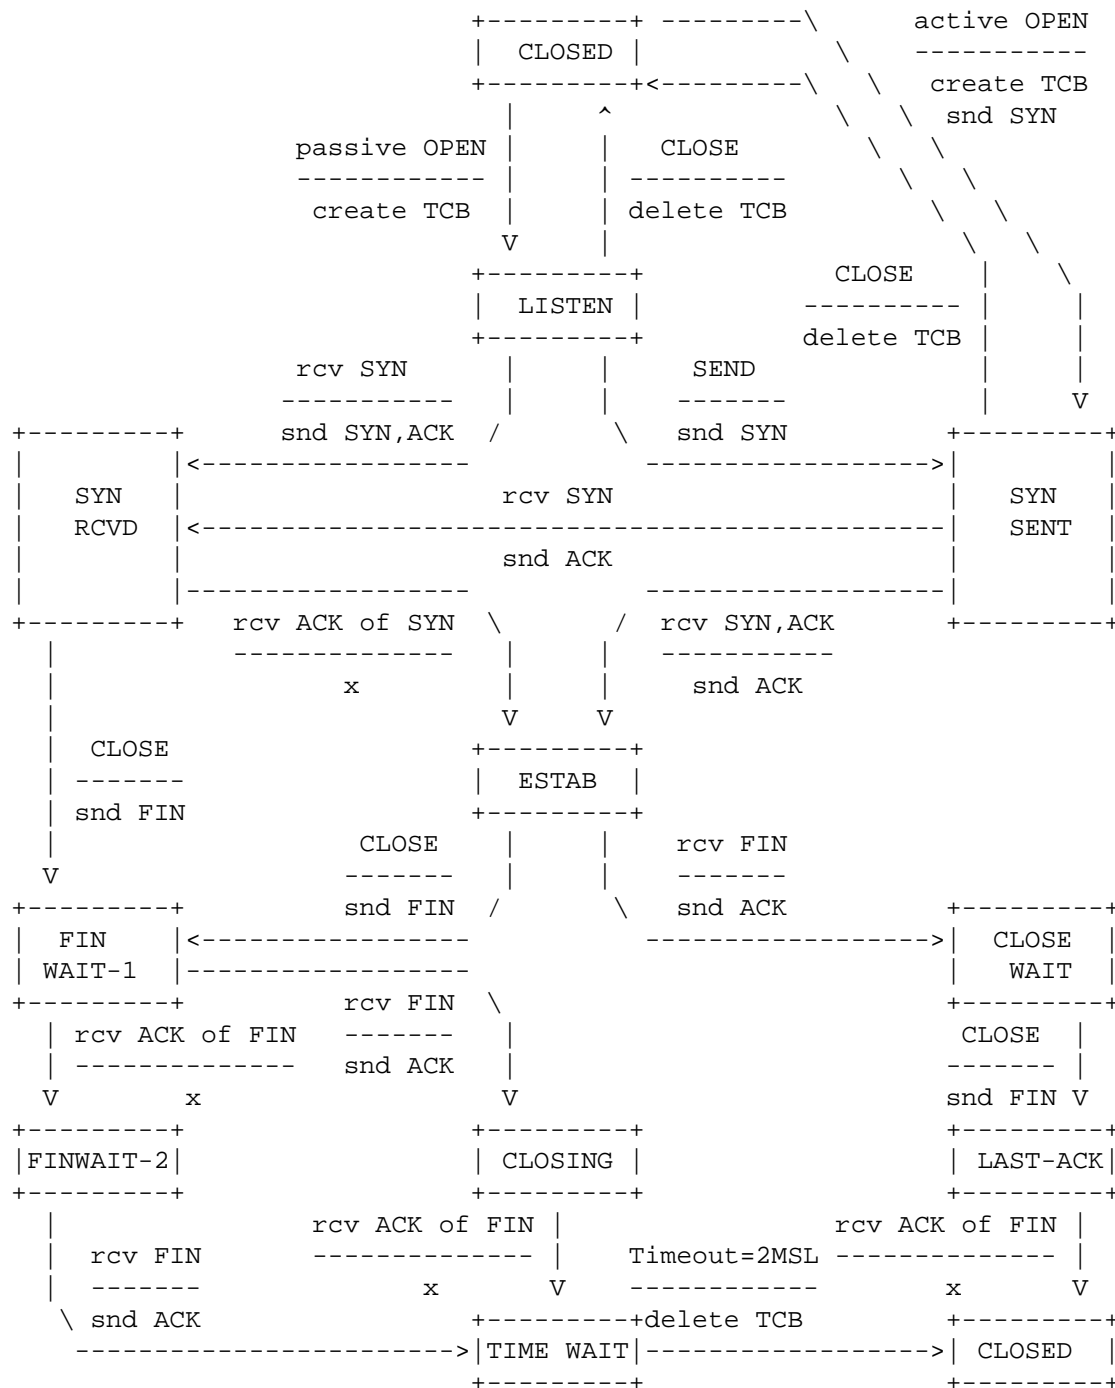 +---------+ ---------\      active OPEN
                              |  CLOSED |            \    -----------
                              +---------+<---------\   \   create TCB
                                |     ^              \   \  snd SYN
                   passive OPEN |     |   CLOSE        \   \
                   ------------ |     | ----------       \   \
                    create TCB  |     | delete TCB         \   \
                                V     |                      \   \
                              +---------+            CLOSE    |    \
                              |  LISTEN |          ---------- |     |
                              +---------+          delete TCB |     |
                   rcv SYN      |     |     SEND              |     |
                  -----------   |     |    -------            |     V
 +---------+      snd SYN,ACK  /       \   snd SYN          +---------+
 |         |<-----------------           ------------------>|         |
 |   SYN   |                    rcv SYN                     |   SYN   |
 |   RCVD  |<-----------------------------------------------|   SENT  |
 |         |                    snd ACK                     |         |
 |         |------------------           -------------------|         |
 +---------+   rcv ACK of SYN  \       /  rcv SYN,ACK       +---------+
   |           --------------   |     |   -----------
   |                  x         |     |     snd ACK
   |                            V     V
   |  CLOSE                   +---------+
   | -------                  |  ESTAB  |
   | snd FIN                  +---------+
   |                   CLOSE    |     |    rcv FIN
   V                  -------   |     |    -------
 +---------+          snd FIN  /       \   snd ACK          +---------+
 |  FIN    |<-----------------           ------------------>|  CLOSE  |
 | WAIT-1  |------------------                              |   WAIT  |
 +---------+          rcv FIN  \                            +---------+
   | rcv ACK of FIN   -------   |                            CLOSE  |
   | --------------   snd ACK   |                           ------- |
   V        x                   V                           snd FIN V
 +---------+                  +---------+                   +---------+
 |FINWAIT-2|                  | CLOSING |                   | LAST-ACK|
 +---------+                  +---------+                   +---------+
   |                rcv ACK of FIN |                 rcv ACK of FIN |
   |  rcv FIN       -------------- |    Timeout=2MSL -------------- |
   |  -------              x       V    ------------        x       V
    \ snd ACK                 +---------+delete TCB         +---------+
     ------------------------>|TIME WAIT|------------------>| CLOSED  |
                              +---------+                   +---------+